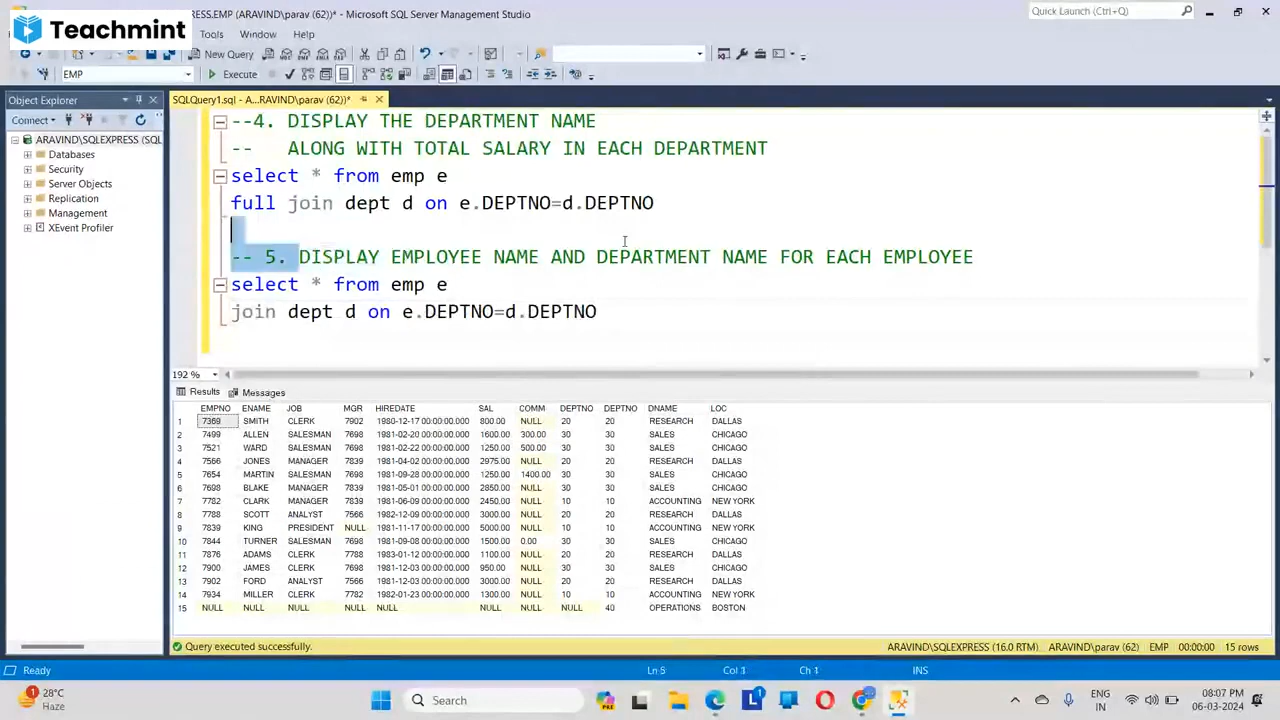 RESS.EMP (ARAVIND\parav (62))* - Microsoft SQL Server Management Studio
Quick Launch (Ctrl+Q)
Teachmint
Tools Window Help
New Query
EMP Execute
Object Explorer
SQLQuery1.sql - A...RAVIND\parav (62))*
Connect
ARAVIND\SQLEXPRESS (SQL
Databases
Security
Server Objects
Replication
Management
XEvent Profiler
--4. DISPLAY THE DEPARTMENT NAME
-- ALONG WITH TOTAL SALARY IN EACH DEPARTMENT
select * from emp e
full join dept d on e.DEPTNO=d.DEPTNO
-- 5. DISPLAY EMPLOYEE NAME AND DEPARTMENT NAME FOR EACH EMPLOYEE
select * from emp e
join dept d on e.DEPTNO=d.DEPTNO
192 %
Results Messages
EMPNO ENAME JOB MGR HIREDATE SAL COMM DEPTNO DEPTNO DNAME LOC
1 7369 SMITH CLERK 7902 1980-12-17 00:00:00.000 800.00 NULL 20 20 RESEARCH DALLAS
2 7499 ALLEN SALESMAN 7698 1981-02-20 00:00:00.000 1600.00 300.00 30 30 SALES CHICAGO
3 7521 WARD SALESMAN 7698 1981-02-22 00:00:00.000 1250.00 500.00 30 30 SALES CHICAGO
4 7566 JONES MANAGER 7839 1981-04-02 00:00:00.000 2975.00 NULL 20 20 RESEARCH DALLAS
5 7654 MARTIN SALESMAN 7698 1981-09-28 00:00:00.000 1250.00 1400.00 30 30 SALES CHICAGO
6 7698 BLAKE MANAGER 7839 1981-05-01 00:00:00.000 2850.00 NULL 30 30 SALES CHICAGO
7 7782 CLARK MANAGER 7839 1981-06-09 00:00:00.000 2450.00 NULL 10 10 ACCOUNTING NEW YORK
8 7788 SCOTT ANALYST 7566 1982-12-09 00:00:00.000 3000.00 NULL 20 20 RESEARCH DALLAS
9 7839 KING PRESIDENT NULL 1981-11-17 00:00:00.000 5000.00 NULL 10 10 ACCOUNTING NEW YORK
10 7844 TURNER SALESMAN 7698 1981-09-08 00:00:00.000 1500.00 0.00 30 30 SALES CHICAGO
11 7876 ADAMS CLERK 7788 1983-01-12 00:00:00.000 1100.00 NULL 20 20 RESEARCH DALLAS
12 7900 JAMES CLERK 7698 1981-12-03 00:00:00.000 950.00 NULL 30 30 SALES CHICAGO
13 7902 FORD ANALYST 7566 1981-12-03 00:00:00.000 3000.00 NULL 20 20 RESEARCH DALLAS
14 7934 MILLER CLERK 7782 1982-01-23 00:00:00.000 1300.00 NULL 10 10 ACCOUNTING NEW YORK
15 NULL NULL NULL NULL NULL NULL NULL NULL 40 OPERATIONS BOSTON
Query executed successfully. ARAVIND\SQLEXPRESS (16.0 RTM) ARAVIND\parav (62) EMP 00:00:00 15 rows
Ready Ln 5 Col 1 Ch 1 INS
28°C
Haze
Search
ENG
IN
08:07 PM
06-03-2024